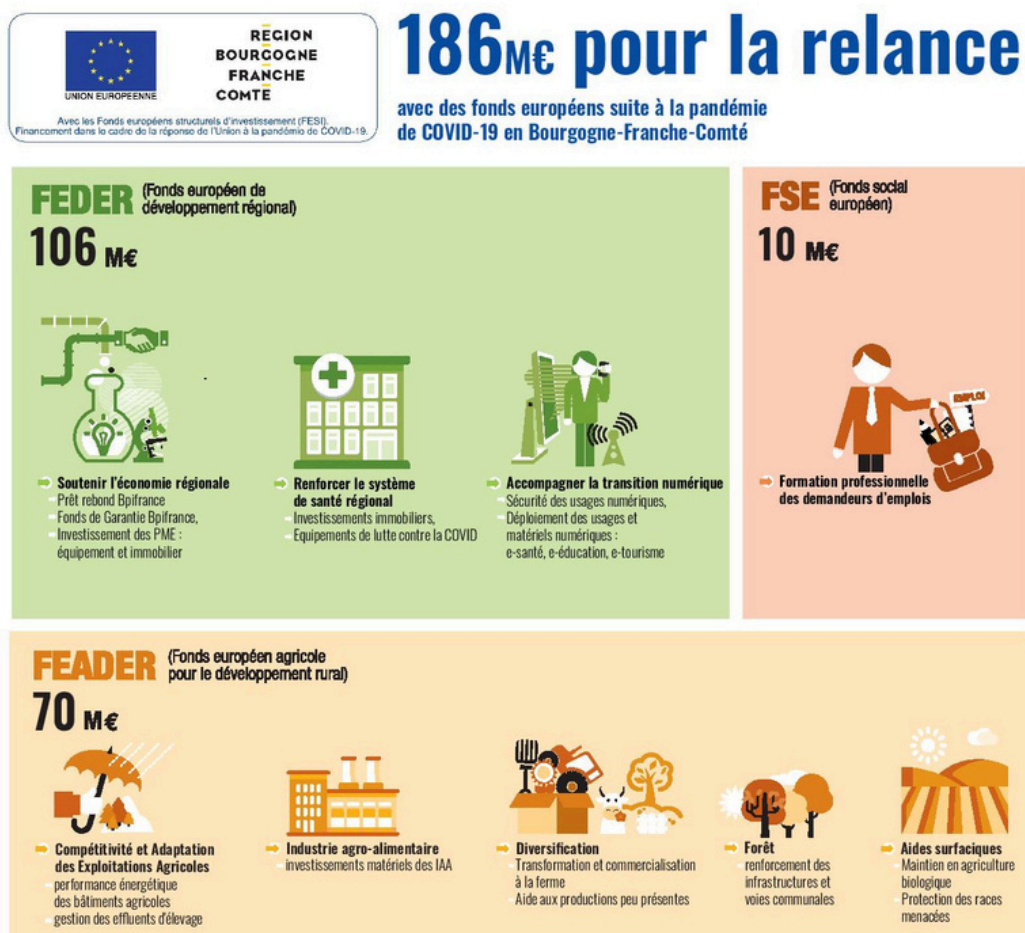 UNION EUROPEENNE
REGION
BOURGOGNE
FRANCHE
COMTE
Avec les Fonds européens structurels d'investissement (FESI).
Financement dans le cadre de la réponse de l'Union à la pandémie de COVID-19.
186M€ pour la relance
avec des fonds européens suite à la pandémie
de COVID-19 en Bourgogne-Franche-Comté
FEDER (Fonds européen de
développement régional)
106 M€
Soutenir l'économie régionale
Prêt rebond Bpifrance
Fonds de Garantie Bpifrance,
Investissement des PME :
équipement et immobilier
Renforcer le système
de santé régional
Investissements immobiliers,
Equipements de lutte contre la COVID
Accompagner la transition numérique
Sécurité des usages numériques,
Déploiement des usages et
matériels numériques :
e-santé, e-éducation, e-tourisme
FSE (Fonds social
européen)
10 M€
EMPLOI
Formation professionnelle
des demandeurs d'emplois
FEADER (Fonds européen agricole
pour le développement rural)
70 M€
Compétitivité et Adaptation
des Exploitations Agricoles
performance énergétique
des bâtiments agricoles
gestion des effluents d'élevage
Industrie agro-alimentaire
investissements matériels des IAA
Diversification
Transformation et commercialisation
à la ferme
Aide aux productions peu présentes
Forêt
renforcement des
infrastructures et
voies communales
Aides surfaciques
Maintien en agriculture
biologique
Protection des races
menacées